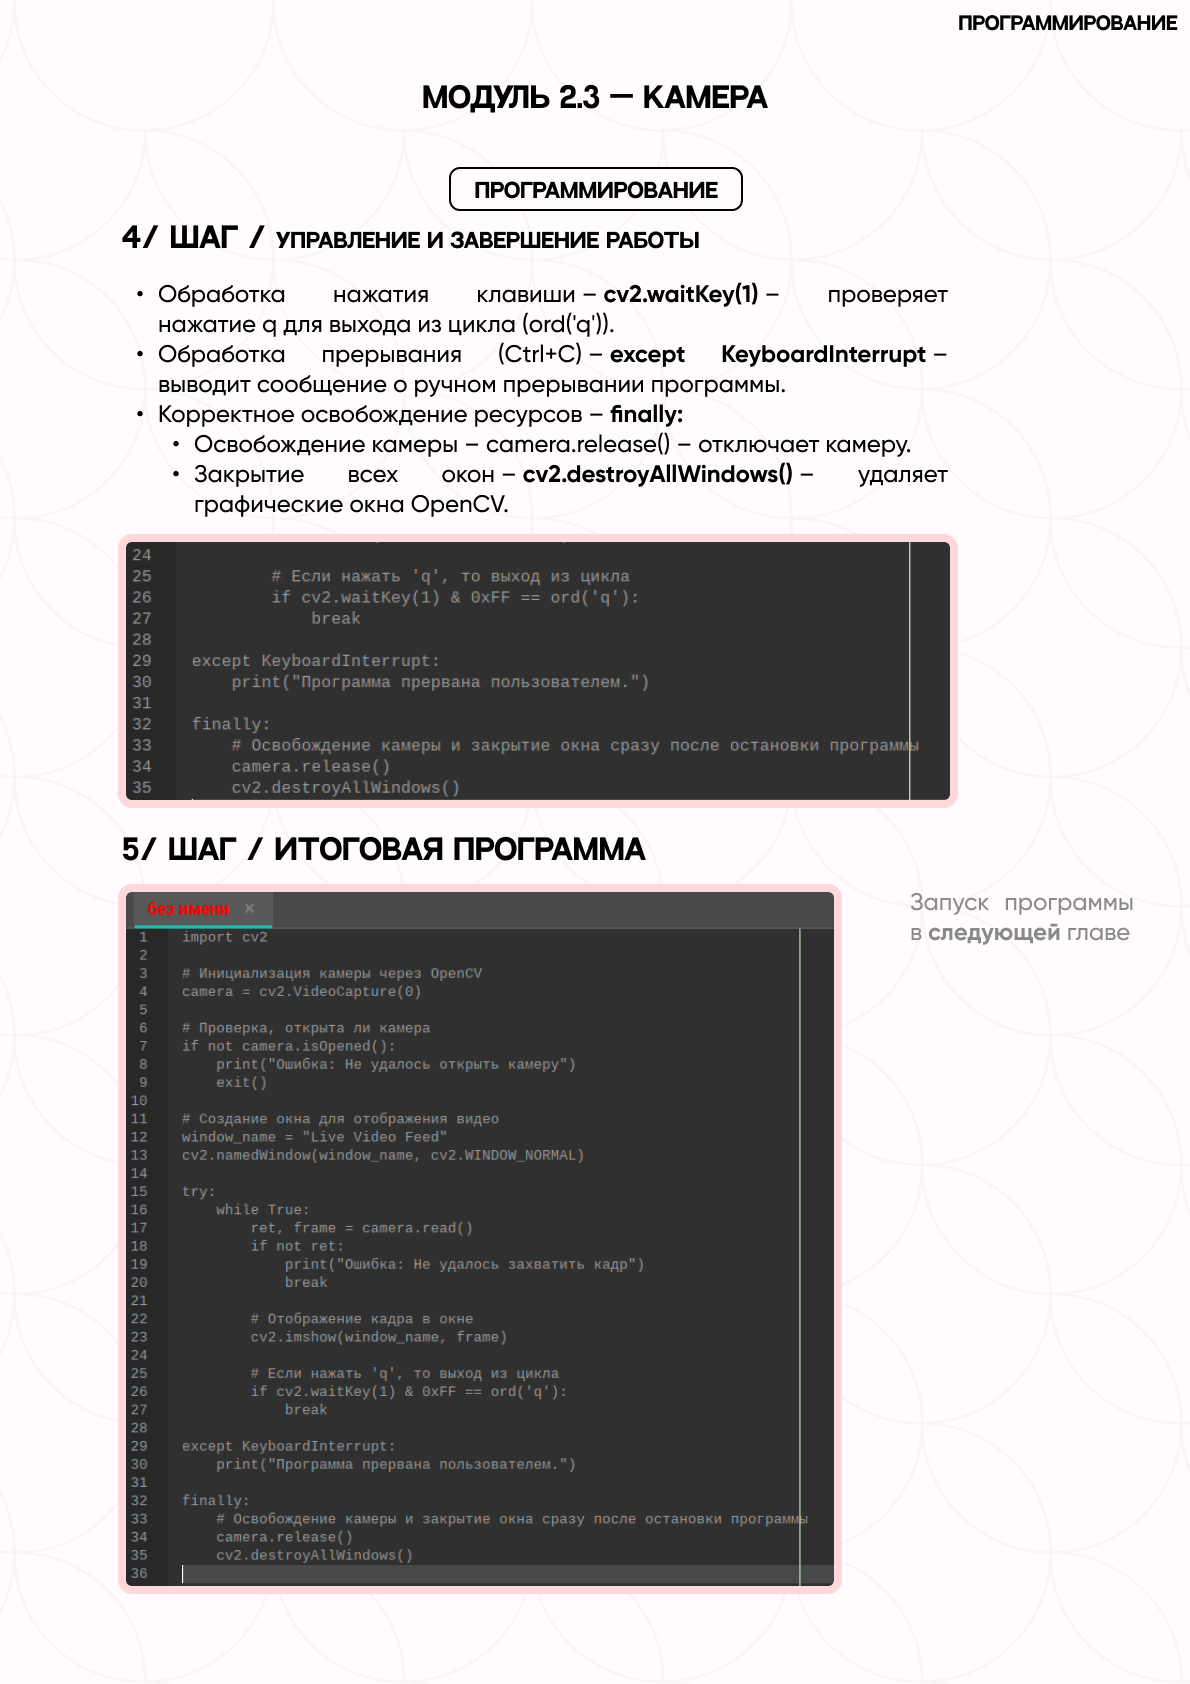 ПРОГРАММИРОВАНИЕ
МОДУЛЬ 2.3 — КАМЕРА
ПРОГРАММИРОВАНИЕ
4/ ШАГ / УПРАВЛЕНИЕ И ЗАВЕРШЕНИЕ РАБОТЫ
• Обработка нажатия клавиши – cv2.waitKey(1) – проверяет
нажатие q для выхода из цикла (ord('q')).
• Обработка прерывания (Ctrl+C) – except KeyboardInterrupt –
выводит сообщение о ручном прерывании программы.
• Корректное освобождение ресурсов – finally:
• Освобождение камеры – camera.release() – отключает камеру.
• Закрытие всех окон – cv2.destroyAllWindows() – удаляет
графические окна OpenCV.
24
25 # Если нажать 'q', то выход из цикла
26 if cv2.waitKey(1) & 0xFF == ord('q'):
27 break
28
29 except KeyboardInterrupt:
30 print("Программа прервана пользователем.")
31
32 finally:
33 # Освобождение камеры и закрытие окна сразу после остановки программы
34 camera.release()
35 cv2.destroyAllWindows()
5/ ШАГ / ИТОГОВАЯ ПРОГРАММА
без имени ×
1 import cv2
2
3 # Инициализация камеры через OpenCV
4 camera = cv2.VideoCapture(0)
5
6 # Проверка, открыта ли камера
7 if not camera.isOpened():
8 print("Ошибка: Не удалось открыть камеру")
9 exit()
10
11 # Создание окна для отображения видео
12 window_name = "Live Video Feed"
13 cv2.namedWindow(window_name, cv2.WINDOW_NORMAL)
14
15 try:
16 while True:
17 ret, frame = camera.read()
18 if not ret:
19 print("Ошибка: Не удалось захватить кадр")
20 break
21
22 # Отображение кадра в окне
23 cv2.imshow(window_name, frame)
24
25 # Если нажать 'q', то выход из цикла
26 if cv2.waitKey(1) & 0xFF == ord('q'):
27 break
28
29 except KeyboardInterrupt:
30 print("Программа прервана пользователем.")
31
32 finally:
33 # Освобождение камеры и закрытие окна сразу после остановки программы
34 camera.release()
35 cv2.destroyAllWindows()
36
Запуск программы
в следующей главе